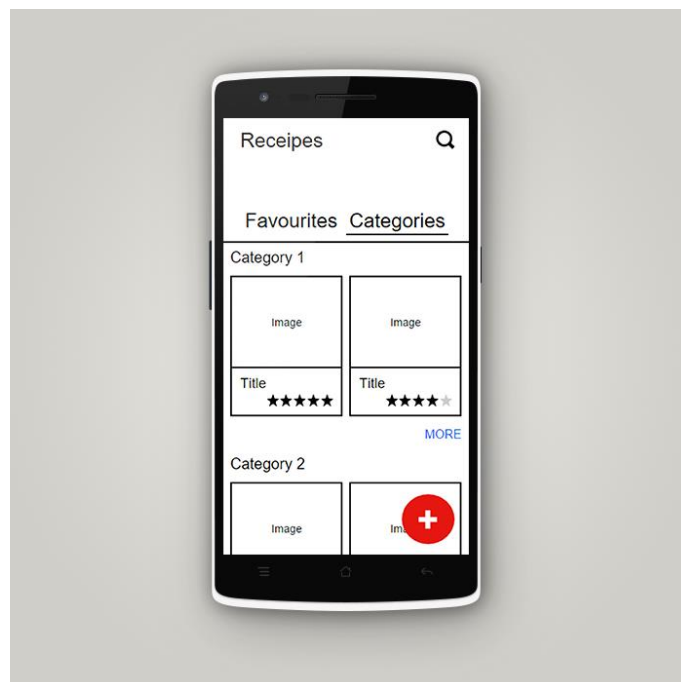 Receipes
Favourites Categories
Category 1
Image Image
Title Title
MORE
Category 2
Image